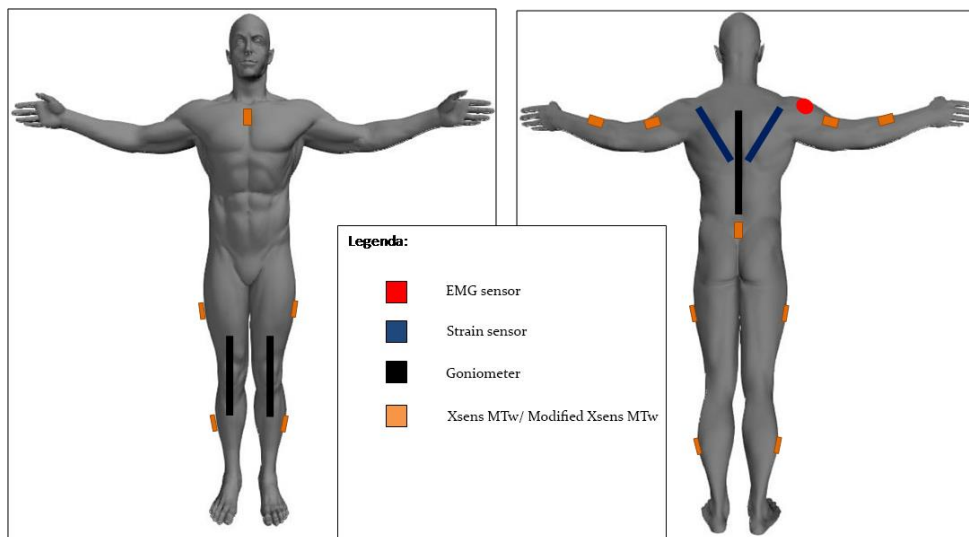 Legenda:
EMG sensor
Strain sensor
Goniometer
Xsens MTw/ Modified Xsens MTw